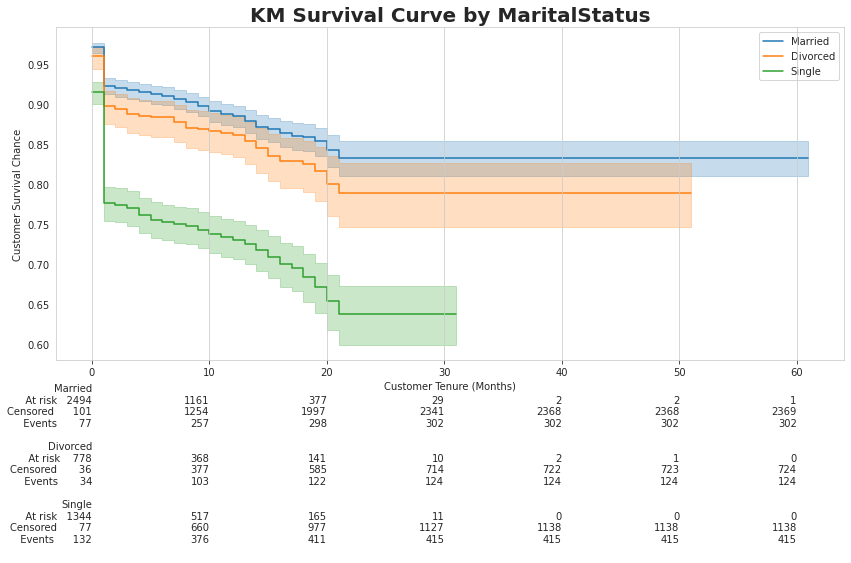 KM Survival Curve by MaritalStatus
Married
Divorced
Single
Customer Survival Chance
0.95
0.90
0.85
0.80
0.75
0.70
0.65
0.60
0 10 20 30 40 50 60
Customer Tenure (Months)
Married
At risk 2494 1161 377 29 2 2 1
Censored 101 1254 1997 2341 2368 2368 2369
Events 77 257 298 302 302 302 302
Divorced
At risk 778 368 141 10 2 1 0
Censored 36 377 585 714 722 723 724
Events 34 103 122 124 124 124 124
Single
At risk 1344 517 165 11 0 0 0
Censored 77 660 977 1127 1138 1138 1138
Events 132 376 411 415 415 415 415